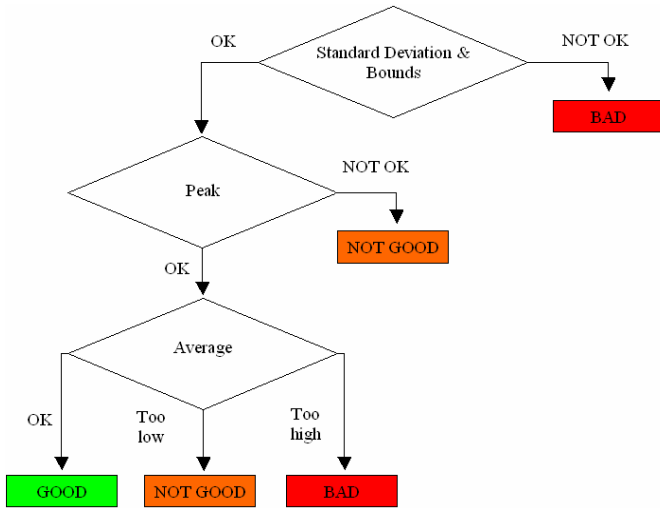 OK
Standard Deviation &
Bounds
NOT OK
BAD
Peak
NOT OK
NOT GOOD
OK
Average
OK
Too
low
Too
high
GOOD
NOT GOOD
BAD